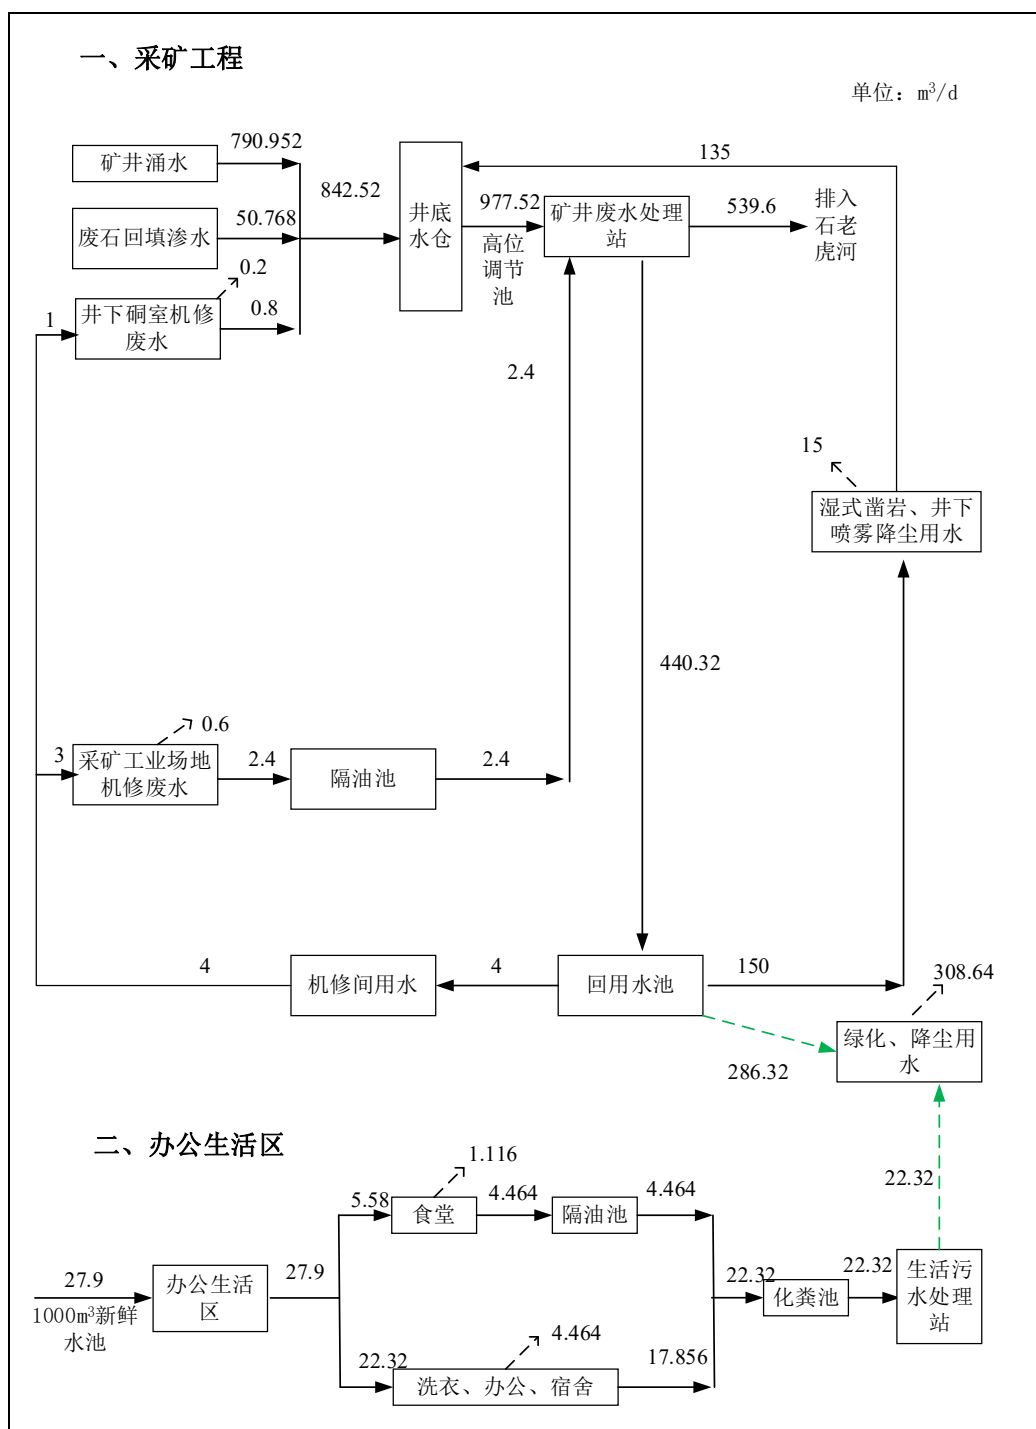 一、采矿工程
单位：m³/d
790.952
矿井涌水
135
842.52
井底
水仓
977.52
高位
调节
池
矿井废水处理
站
539.6
排入
石老
虎河
50.768
废石回填渗水
0.2
井下硐室机修
废水
1
0.8
2.4
15
湿式凿岩、井下
喷雾降尘用水
440.32
0.6
3
采矿工业场地
机修废水
2.4
隔油池
2.4
4
机修间用水
4
回用水池
150
308.64
绿化、降尘用
水
286.32
二、办公生活区
1.116
22.32
5.58
食堂
4.464
隔油池
4.464
27.9
1000m³新鲜
水池
办公生活
区
27.9
22.32
化粪池
22.32
生活污
水处理
站
4.464
22.32
洗衣、办公、宿舍
17.856